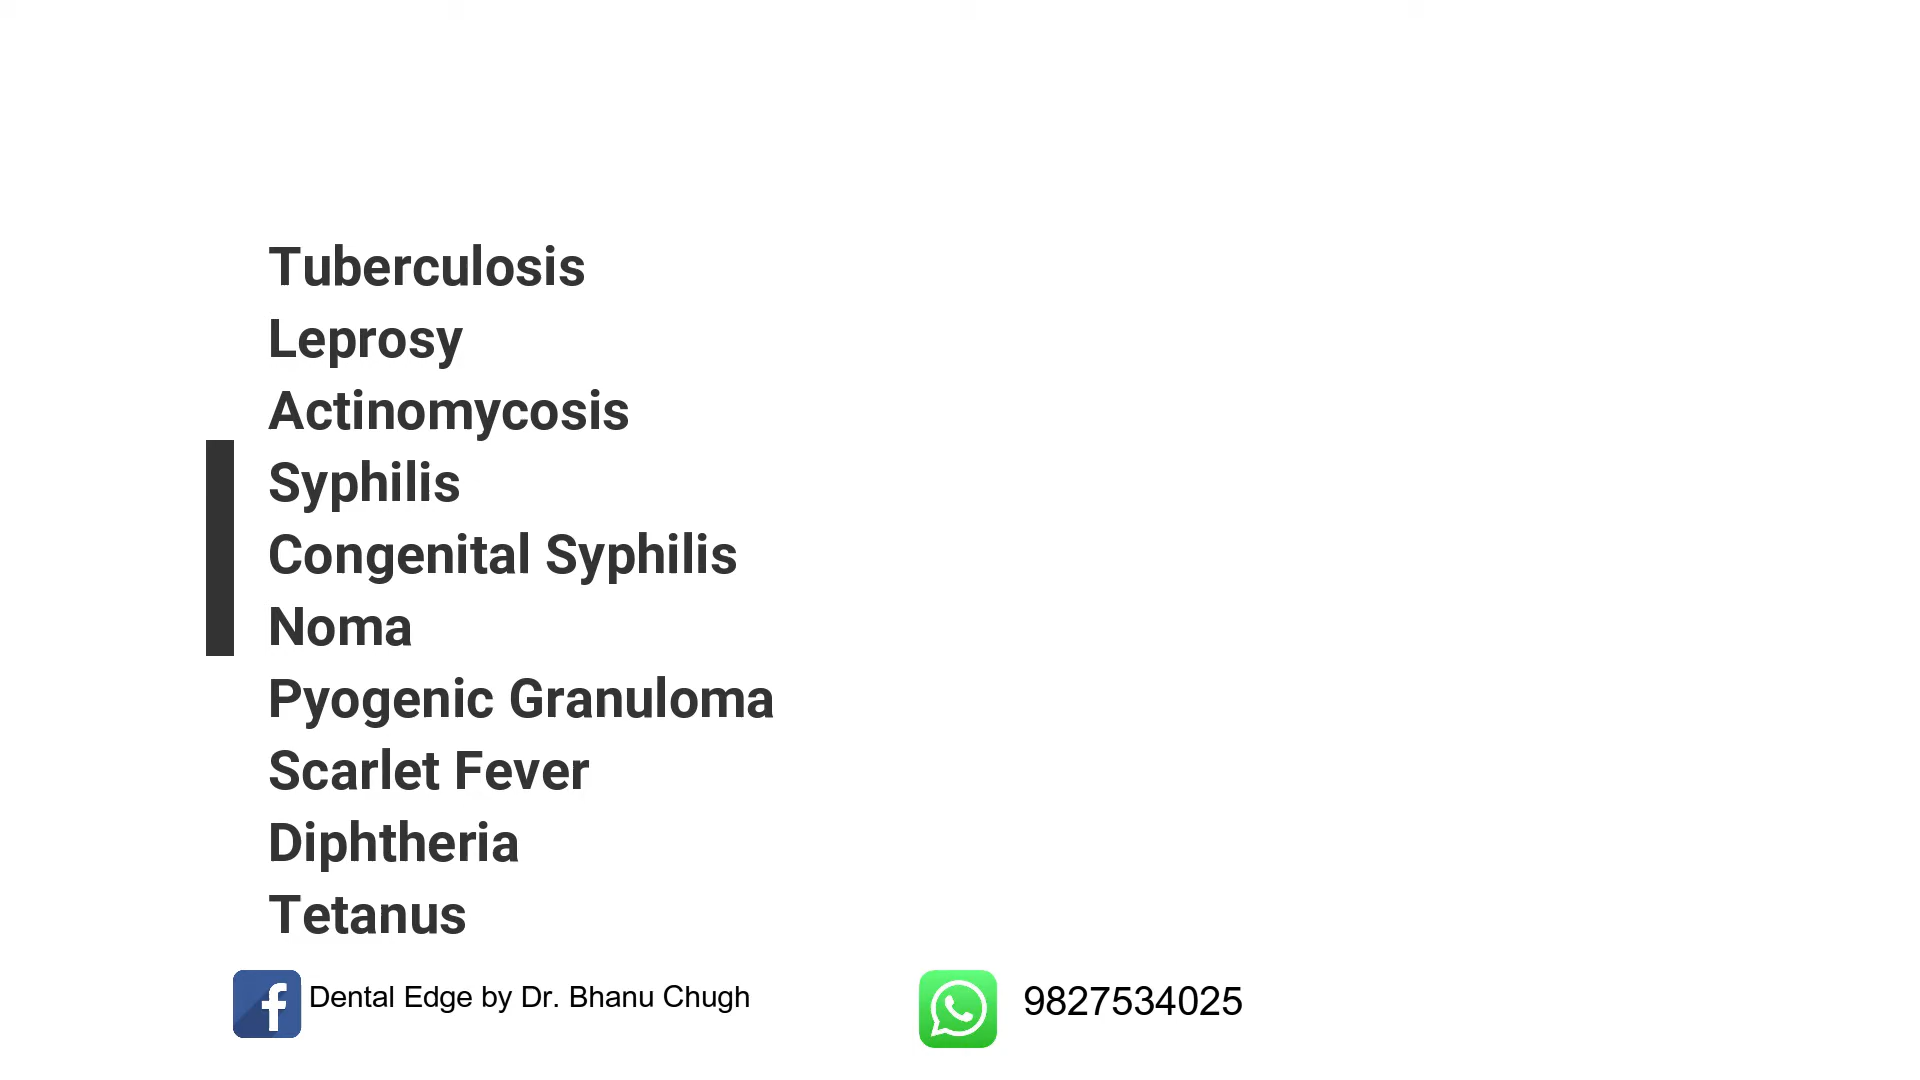 Tuberculosis
Leprosy
Actinomycosis
Syphilis
Congenital Syphilis
Noma
Pyogenic Granuloma
Scarlet Fever
Diphtheria
Tetanus
Dental Edge by Dr. Bhanu Chugh
9827534025